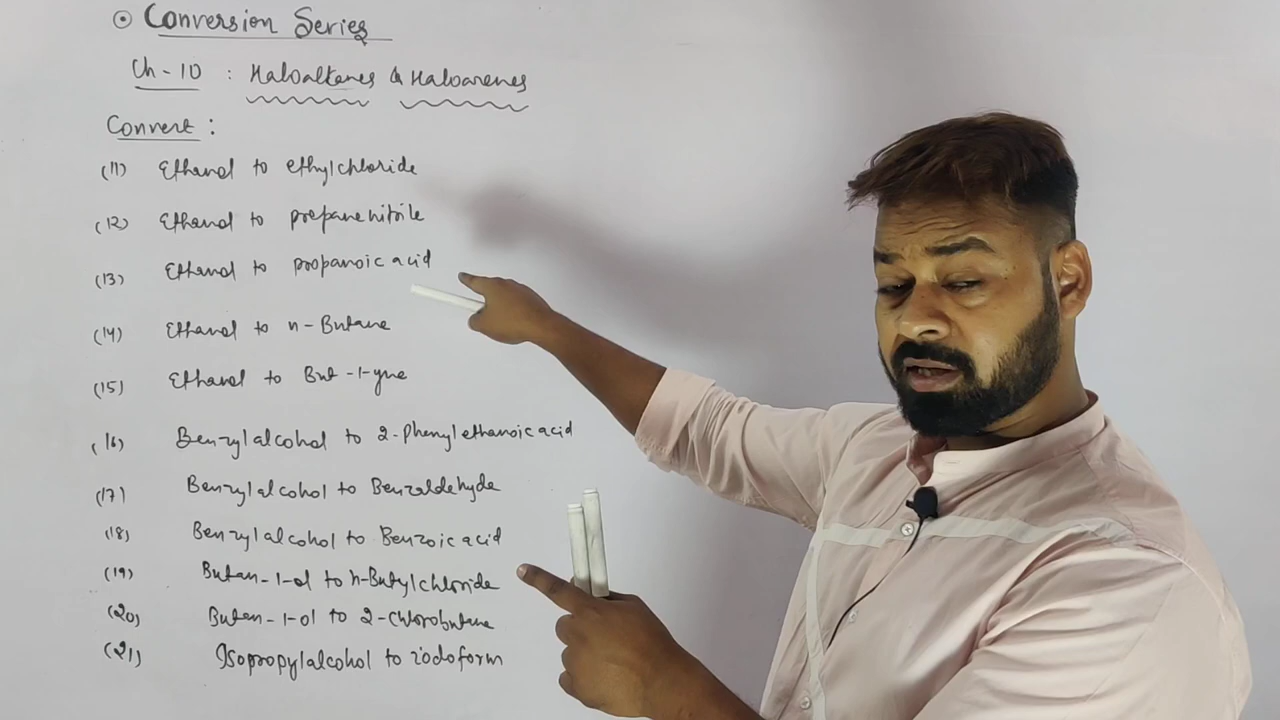 ⊙ Conversion Series
Ch-10 : Haloalkanes & Haloarenes
Convert :
(11) Ethanol to ethylchloride
(12) Ethanol to propanenitrile
(13) Ethanol to propanoic acid
(14) Ethanol to n-Butane
(15) Ethanol to But-1-yne
(16) Benzylalcohol to 2-Phenylethanoic acid
(17) Benzylalcohol to Benzaldehyde
(18) Benzylalcohol to Benzoic acid
(19) Butan-1-ol to n-Butylchloride
(20) Butan-1-ol to 2-chlorobutane
(21) Isopropylalcohol to iodoform